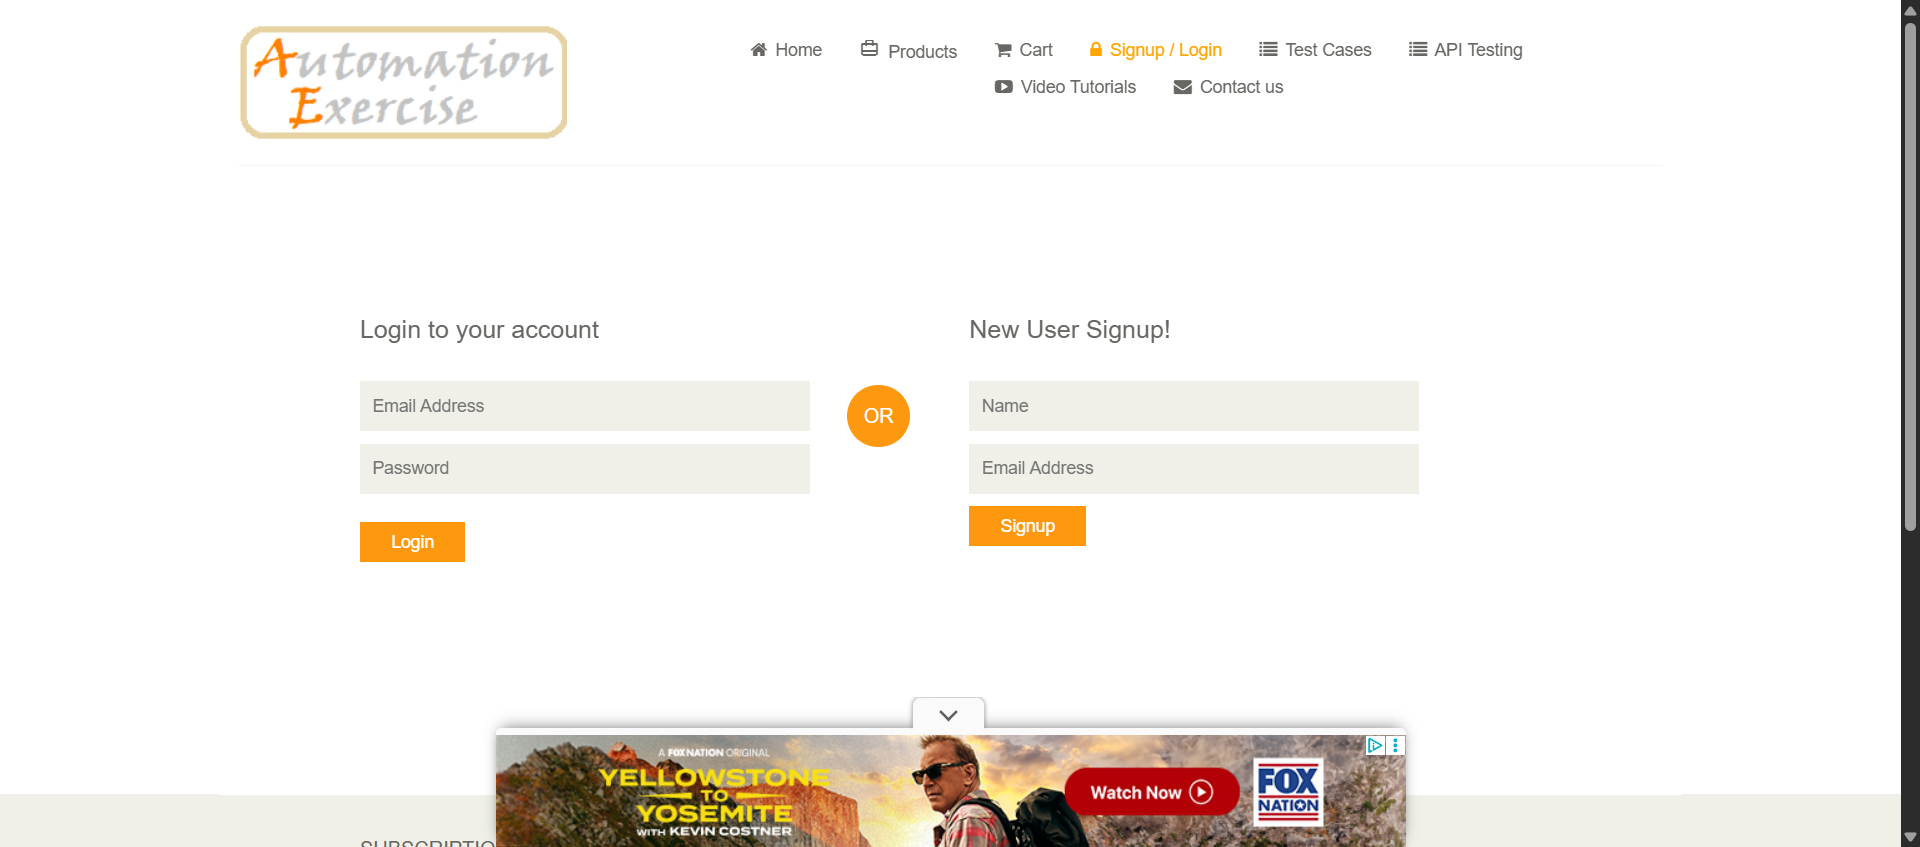 Automation
Exercise
Home
Products
Cart
Signup / Login
Test Cases
API Testing
Video Tutorials
Contact us
Login to your account
Email Address
Password
Login
OR
New User Signup!
Name
Email Address
Signup
A FOX NATION ORIGINAL
YELLOWSTONE
TO
YOSEMITE
WITH KEVIN COSTNER
Watch Now
FOX
NATION
SUBSCRIPTIO